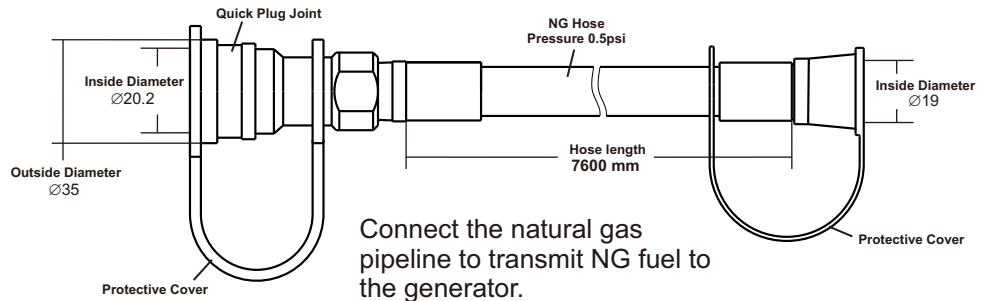 Quick Plug Joint
NG Hose
Pressure 0.5psi
Inside Diameter
∅20.2
Inside Diameter
∅19
Outside Diameter
∅35
Hose length
7600 mm
Connect the natural gas
pipeline to transmit NG fuel to
the generator.
Protective Cover
Protective Cover